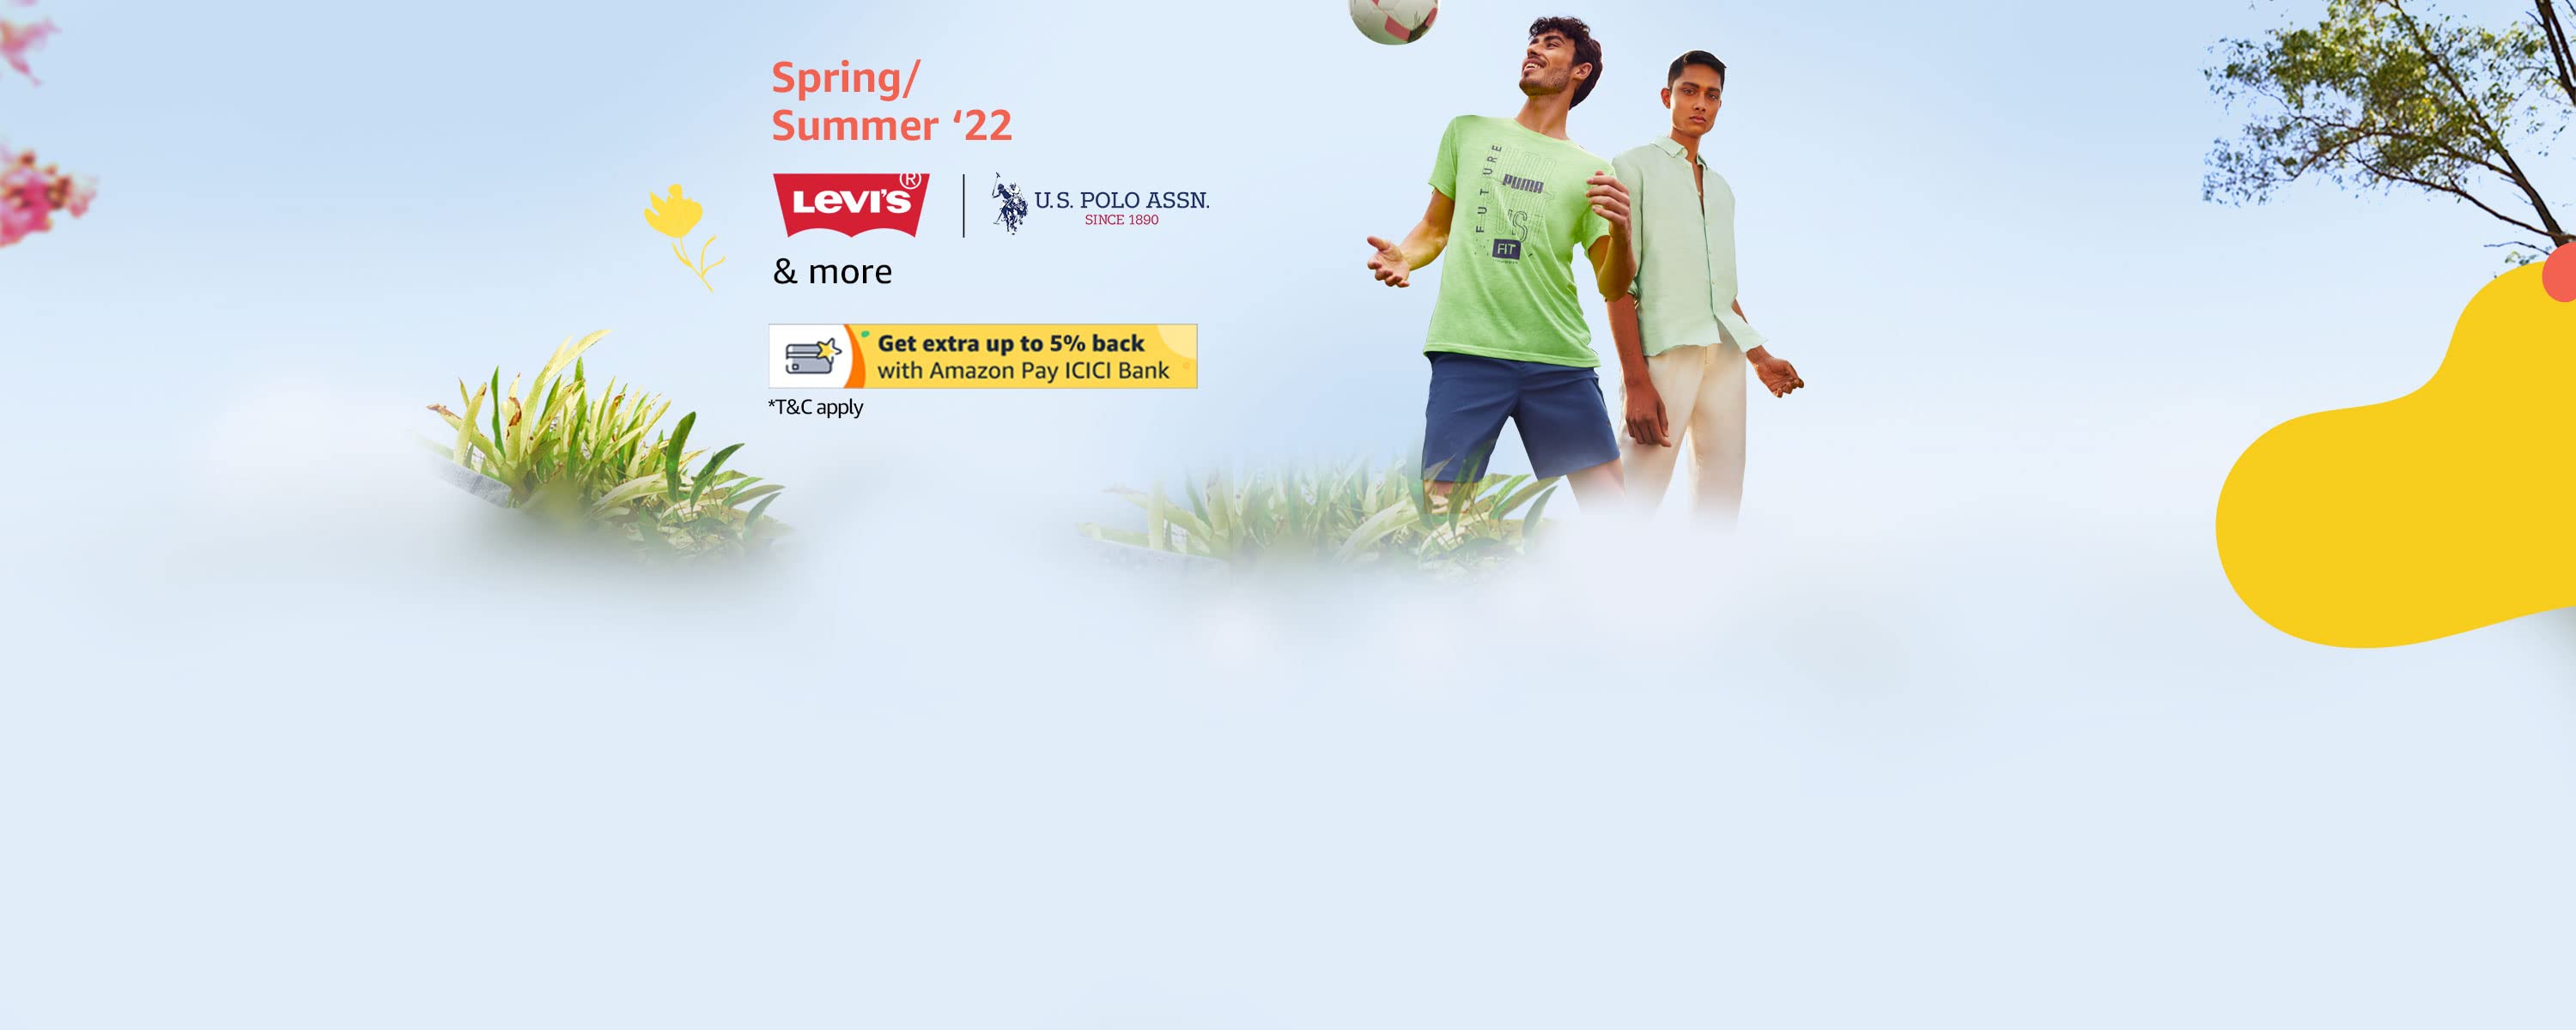 Spring/
Summer ‘22
LEVI'S®
U.S. POLO ASSN.
SINCE 1890
& more
Get extra up to 5% back
with Amazon Pay ICICI Bank
*T&C apply
FUTURE
PUMA
US
FIT